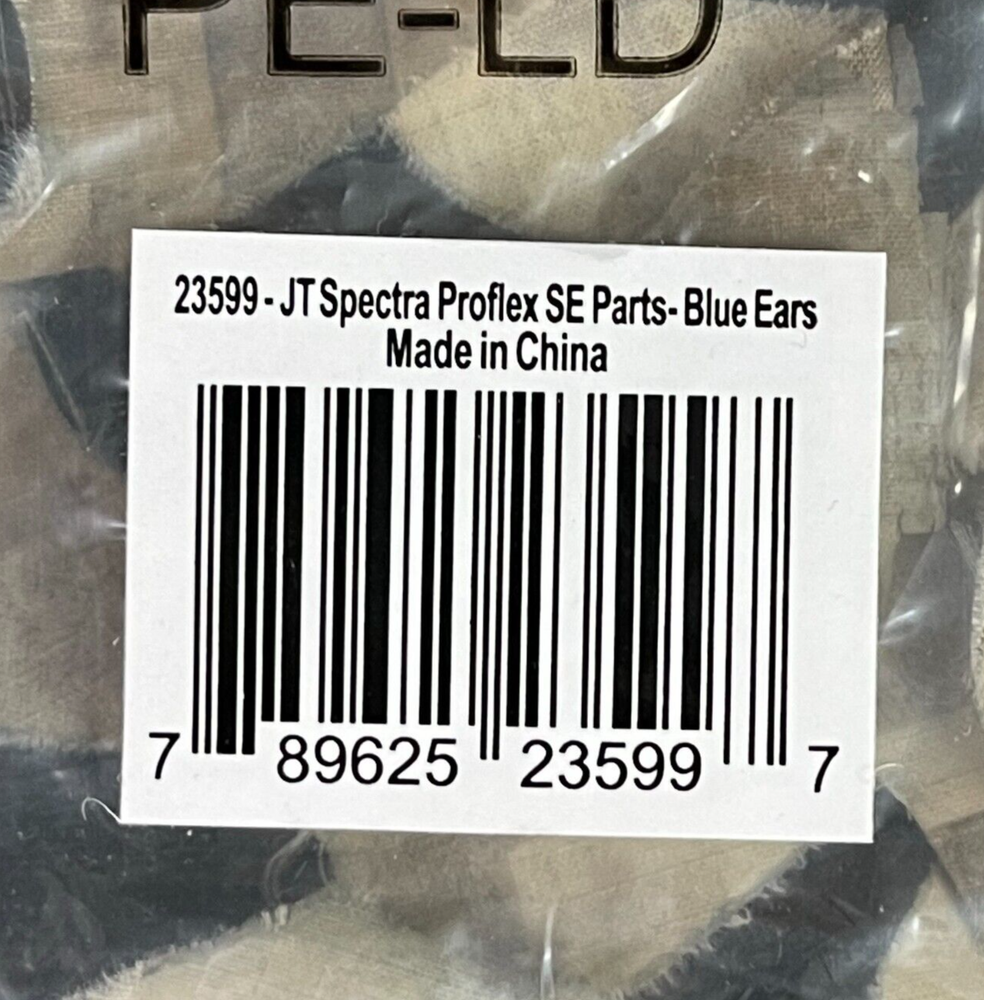 PE-LD
23599 - JT Spectra Proflex SE Parts- Blue Ears
Made in China
7 89625 23599 7